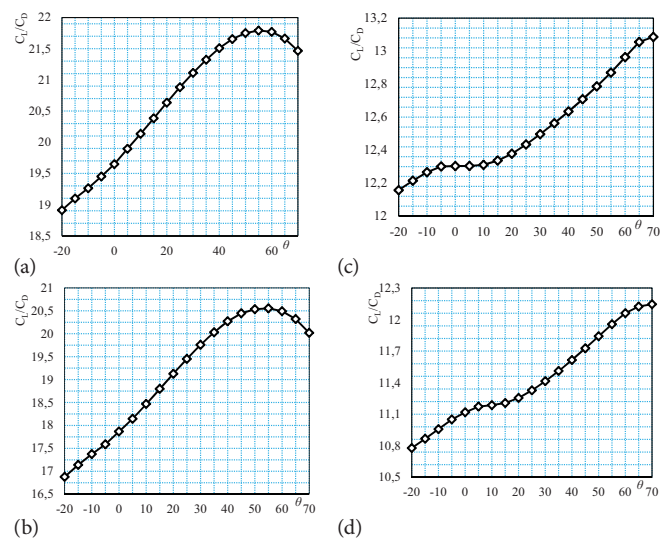 C_L/C_D
22
21,5
21
20,5
20
19,5
19
18,5
-20 0 20 40 60 θ
(a)
C_L/C_D
13,2
13
12,8
12,6
12,4
12,2
12
-20 -10 0 10 20 30 40 50 60 70
θ
(c)
C_L/C_D
21
20,5
20
19,5
19
18,5
18
17,5
17
16,5
-20 -10 0 10 20 30 40 50 60 θ 70
(b)
C_L/C_D
12,3
12
11,7
11,4
11,1
10,8
10,5
-20 -10 0 10 20 30 40 50 60 θ 70
(d)